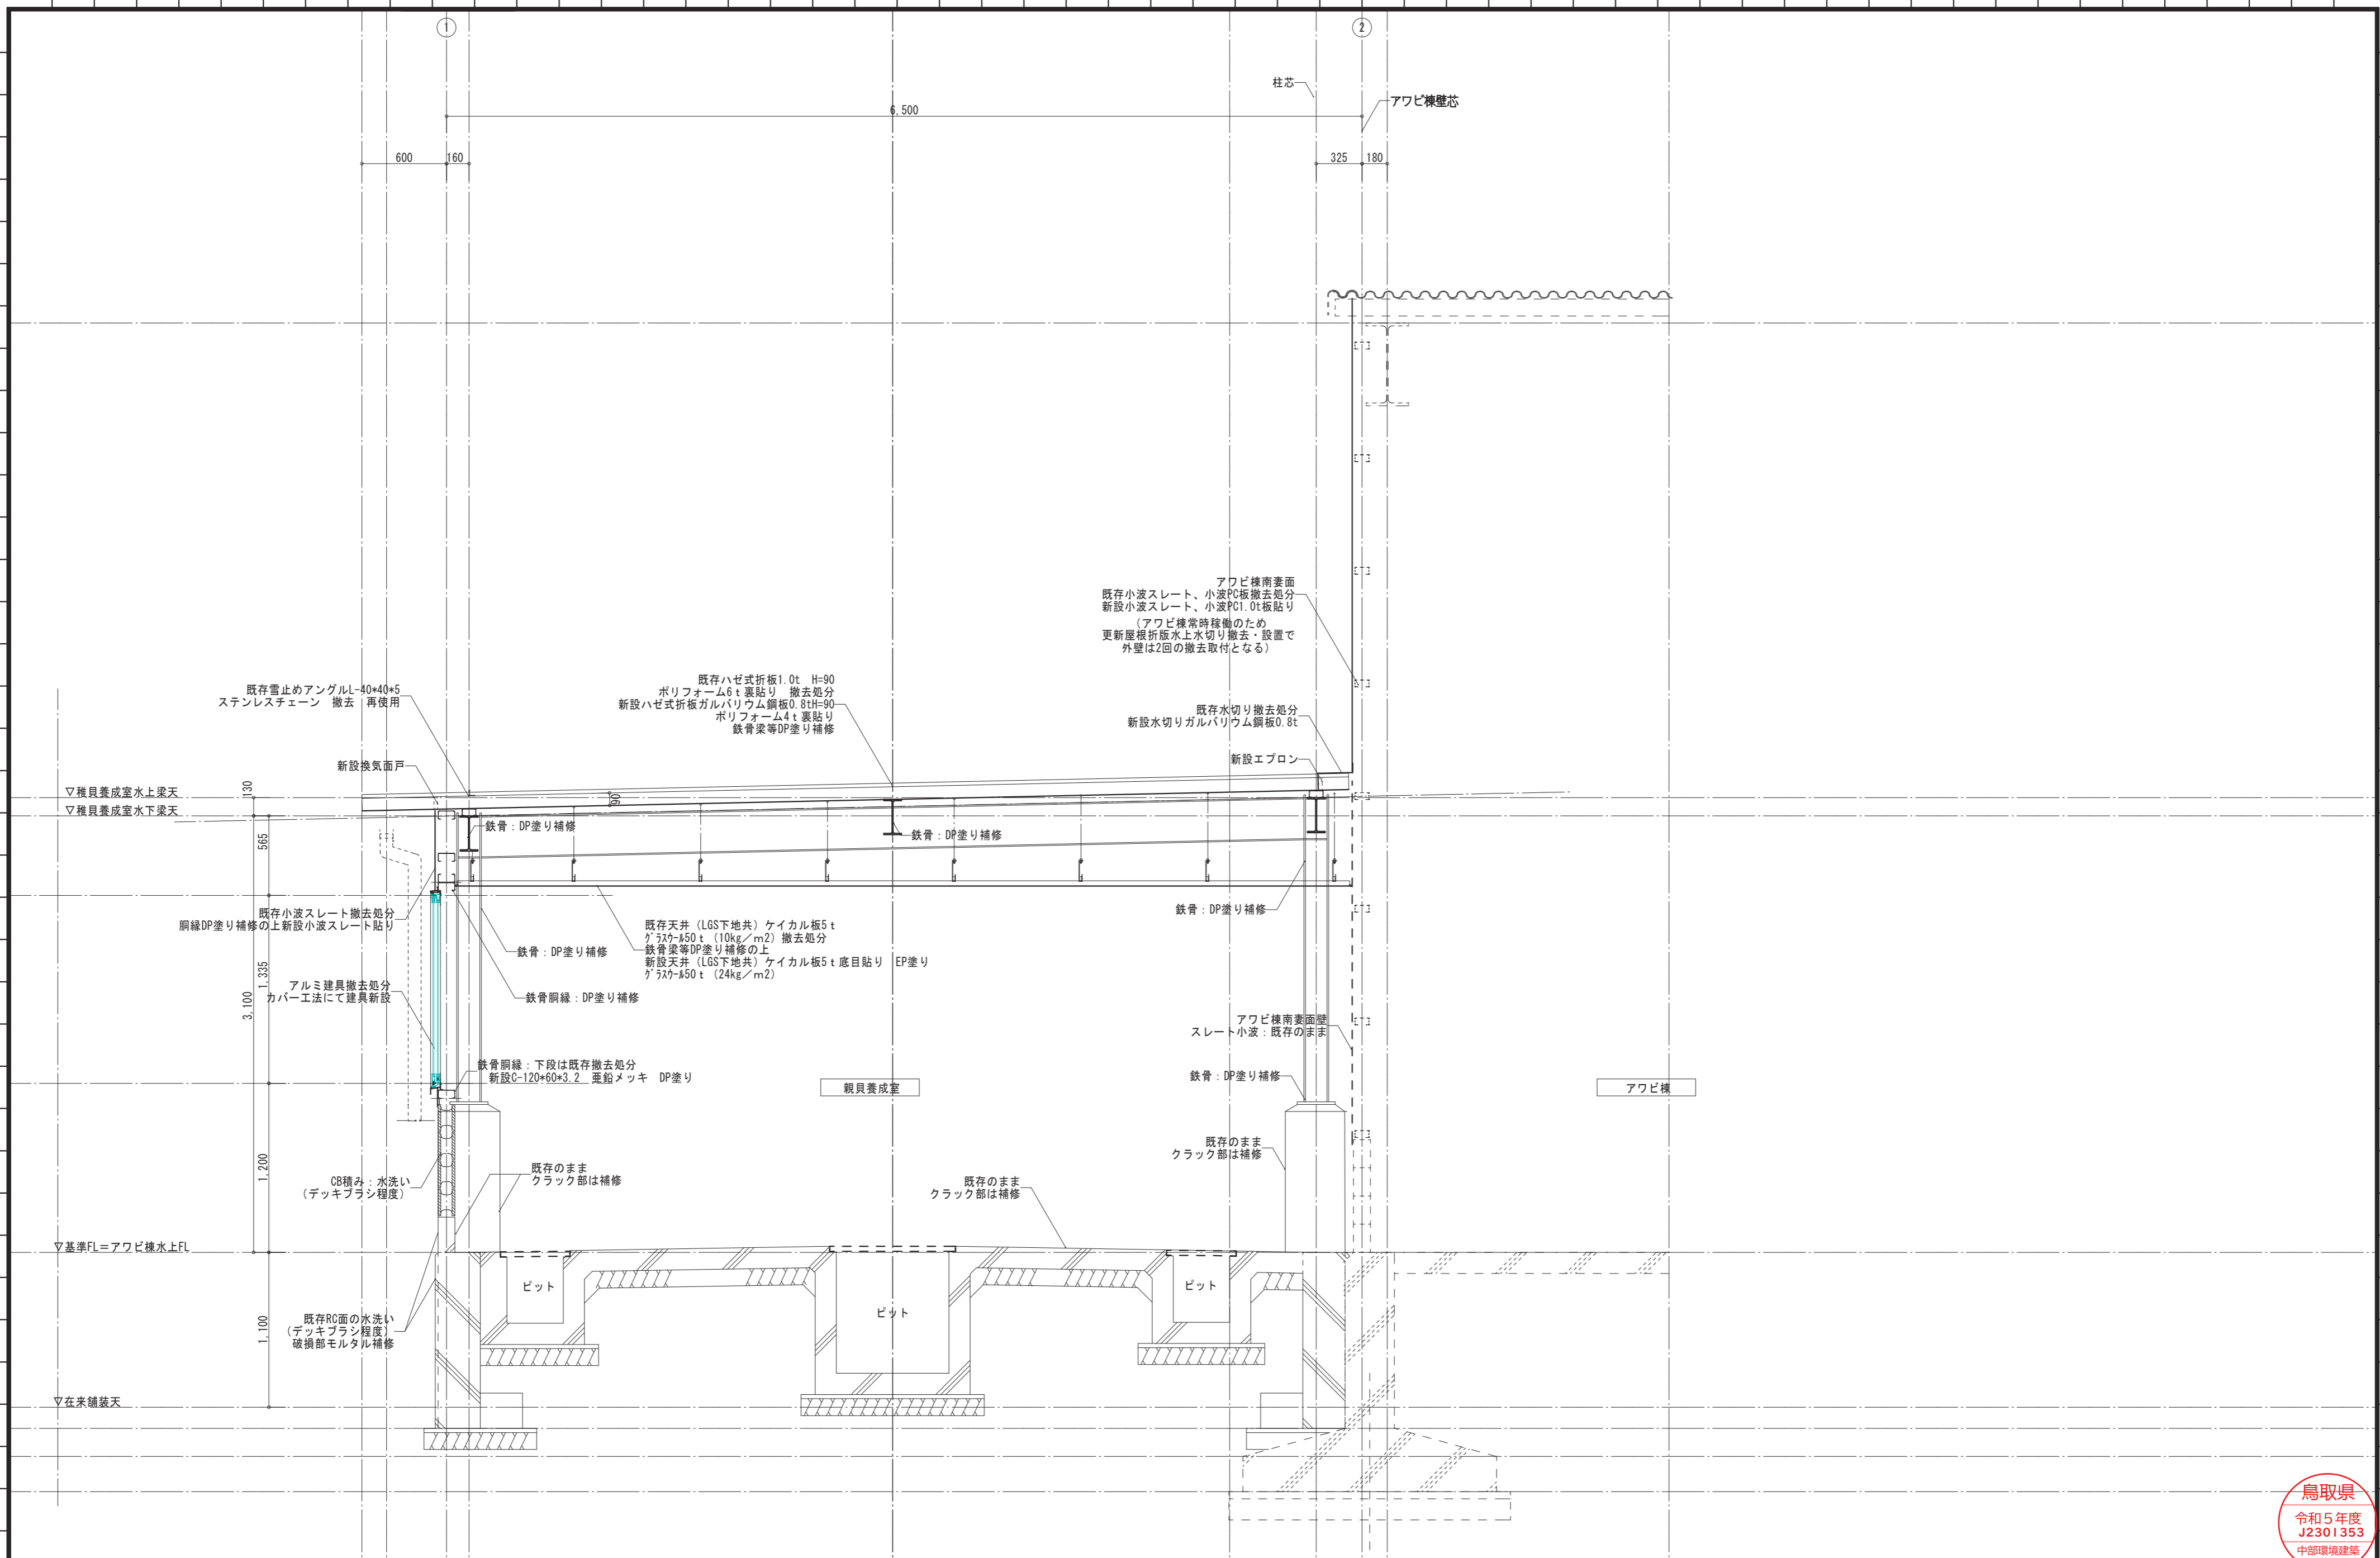 1
2
柱芯
アワビ棟壁芯
6,500
600
160
325
180
アワビ棟南妻面
既存小波スレート、小波PC板撤去処分
新設小波スレート、小波PC1.0t板貼り
（アワビ棟常時稼働のため
更新屋根折版水上水切り撤去・設置で
外壁は2回の撤去取付となる）
既存雪止めアングルL-40*40*5
ステンレスチェーン　撤去　再使用
既存ハゼ式折板1.0t　H=90
ポリフォーム6ｔ裏貼り　撤去処分
新設ハゼ式折板ガルバリウム鋼板0.8tH=90
ポリフォーム4ｔ裏貼り
鉄骨梁等DP塗り補修
既存水切り撤去処分
新設水切りガルバリウム鋼板0.8t
新設エプロン
新設換気面戸
▽稚貝養成室水上梁天
▽稚貝養成室水下梁天
130
90
565
鉄骨：DP塗り補修
鉄骨：DP塗り補修
既存小波スレート撤去処分
胴縁DP塗り補修の上新設小波スレート貼り
鉄骨：DP塗り補修
既存天井（LGS下地共）ケイカル板5ｔ
ｸﾞﾗｽｳｰﾙ50ｔ（10kg／m2）撤去処分
鉄骨梁等DP塗り補修の上
新設天井（LGS下地共）ケイカル板5ｔ底目貼り　EP塗り
ｸﾞﾗｽｳｰﾙ50ｔ（24kg／m2）
鉄骨：DP塗り補修
1,335
3,100
アルミ建具撤去処分
カバー工法にて建具新設
鉄骨胴縁：DP塗り補修
アワビ棟南妻面壁
スレート小波：既存のまま
鉄骨胴縁：下段は既存撤去処分
新設C-120*60*3.2　亜鉛メッキ　DP塗り
親貝養成室
鉄骨：DP塗り補修
アワビ棟
1,200
CB積み：水洗い
（デッキブラシ程度）
既存のまま
クラック部は補修
既存のまま
クラック部は補修
既存のまま
クラック部は補修
▽基準FL＝アワビ棟水上FL
ピット
ピット
ピット
1,100
既存RC面の水洗い
（デッキブラシ程度）
破損部モルタル補修
▽在来舗装天
鳥取県
令和５年度
J2301353
中部環境建築